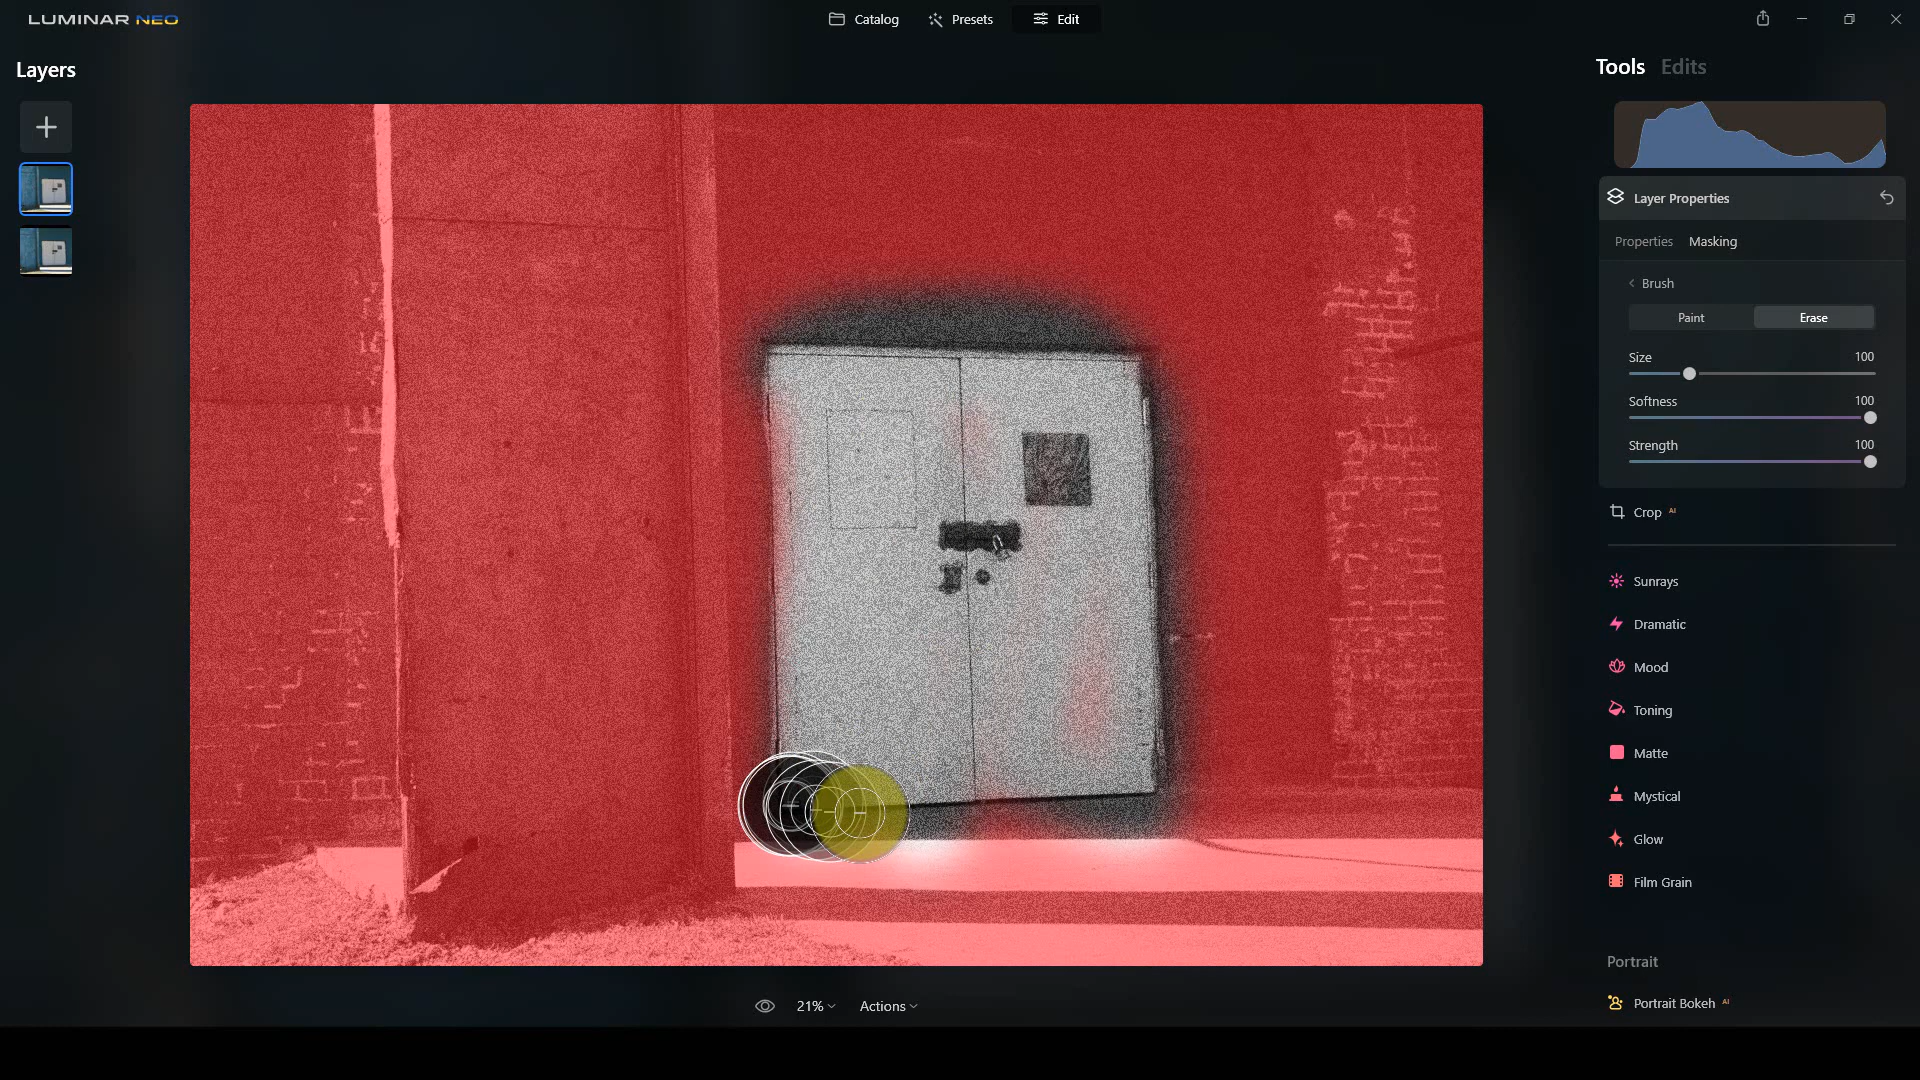 LUMINAR NEO
Catalog
Presets
Edit
Layers
Tools Edits
Layer Properties
Properties Masking
Brush
Paint Erase
Size 100
Softness 100
Strength 100
Crop AI
Sunrays
Dramatic
Mood
Toning
Matte
Mystical
Glow
Film Grain
Portrait
Portrait Bokeh AI
21%
Actions